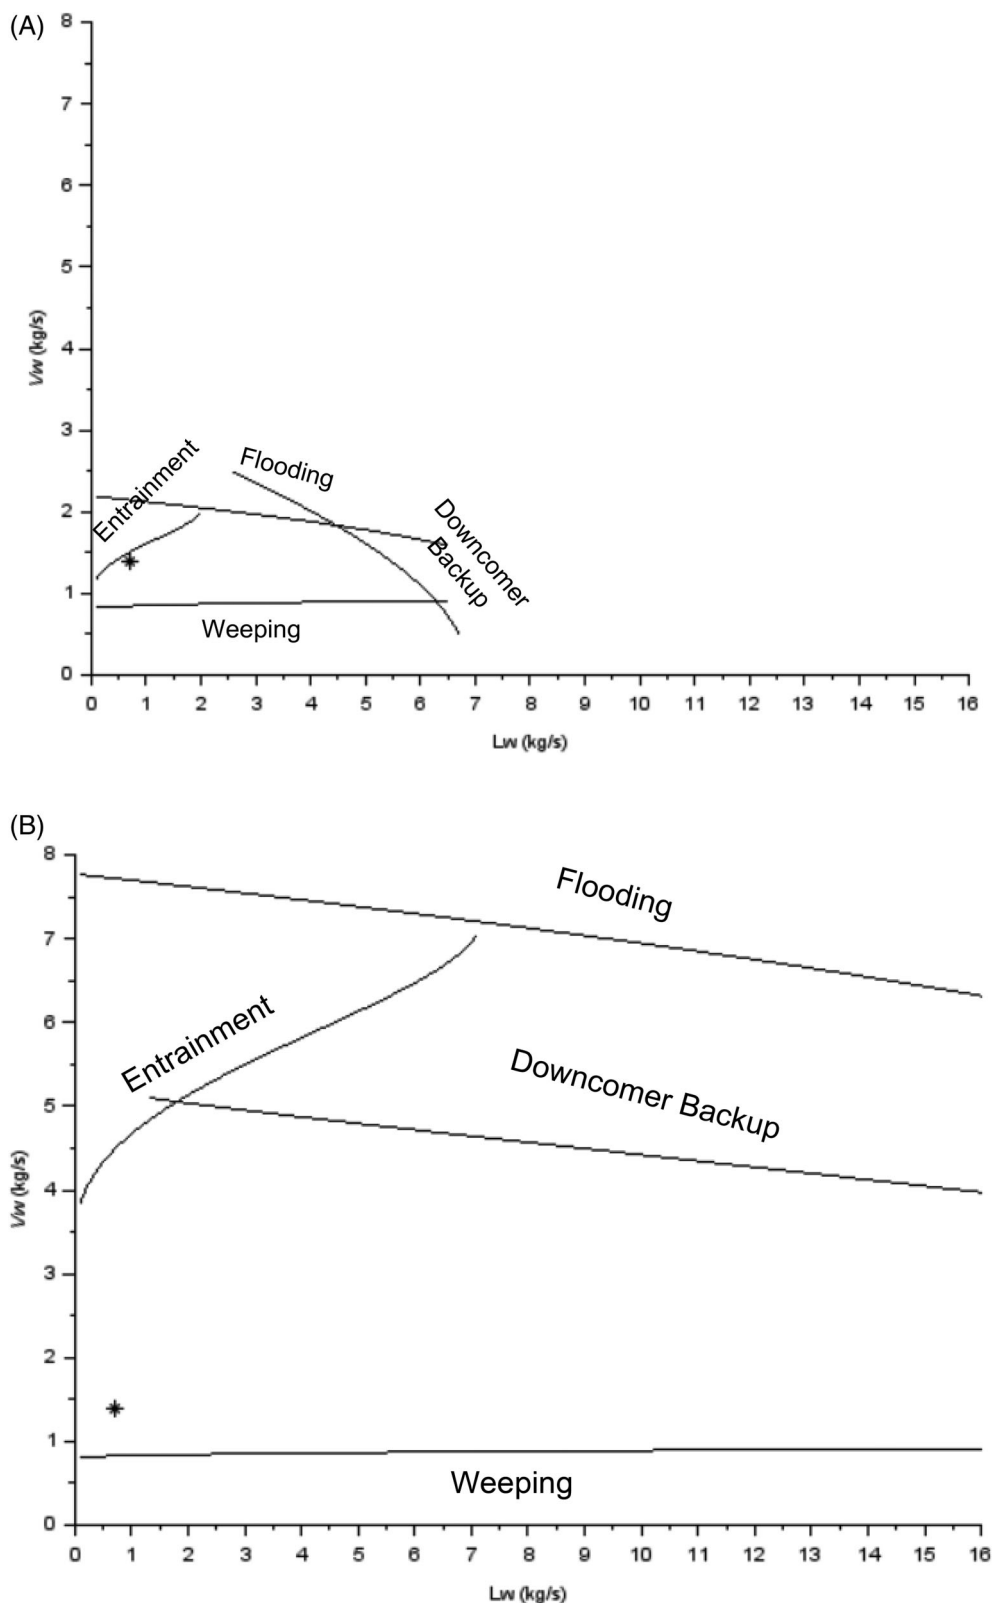 (A)
8
7
6
5
4
3
2
1
0
Vw (kg/s)
Entrainment
Flooding
Downcomer
Backup
Weeping
0 1 2 3 4 5 6 7 8 9 10 11 12 13 14 15 16
Lw (kg/s)
(B)
8
7
6
5
4
3
2
1
0
Vw (kg/s)
Flooding
Entrainment
Downcomer Backup
Weeping
0 1 2 3 4 5 6 7 8 9 10 11 12 13 14 15 16
Lw (kg/s)